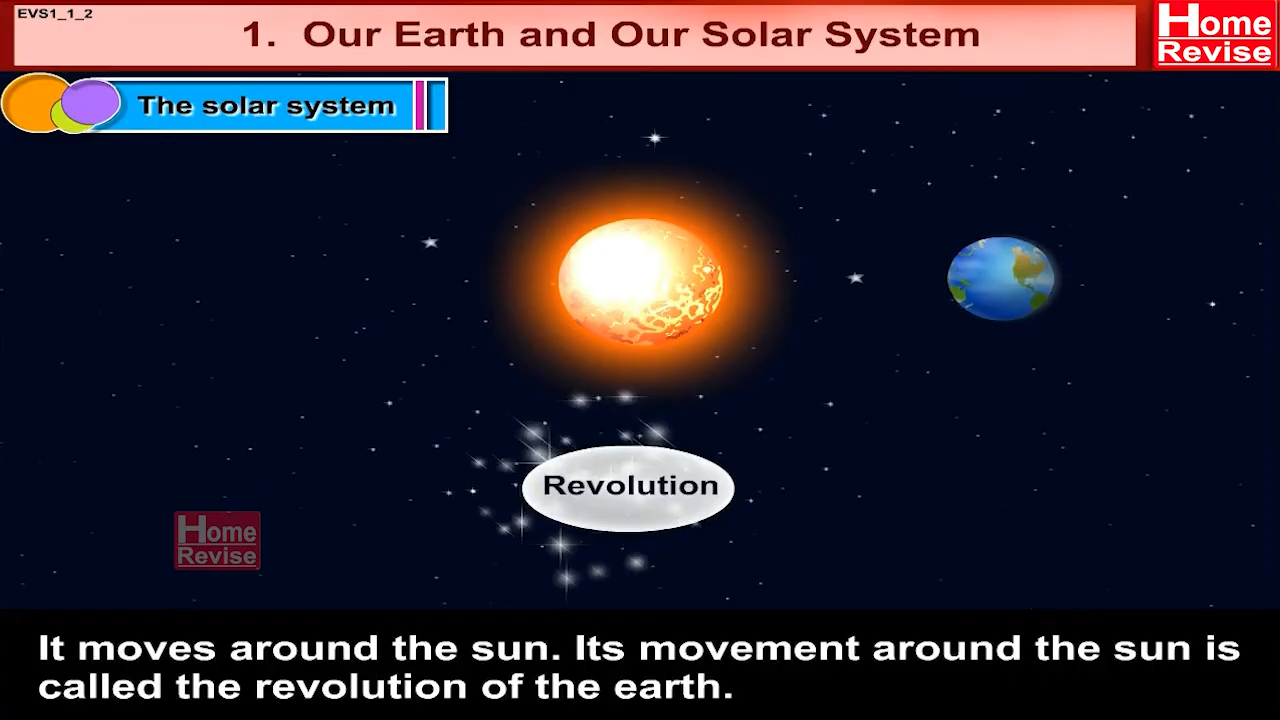 EVS1_1_2
1. Our Earth and Our Solar System
Home
Revise
The solar system
Revolution
Home
Revise
It moves around the sun. Its movement around the sun is
called the revolution of the earth.